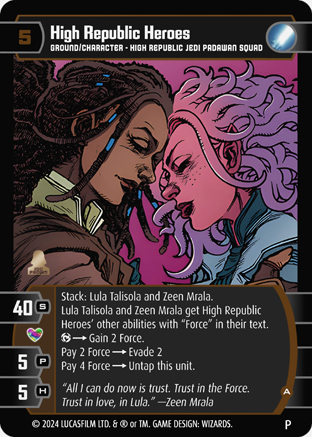 5 High Republic Heroes
GROUND/CHARACTER - HIGH REPUBLIC JEDI PADAWAN SQUAD
40 S
5 P
5 H
Stack: Lula Talisola and Zeen Mrala.
Lula Talisola and Zeen Mrala get High Republic
Heroes' other abilities with “Force” in their text.
→ Gain 2 Force.
Pay 2 Force → Evade 2
Pay 4 Force → Untap this unit.
“All I can do now is trust. Trust in the Force.
Trust in love, in Lula.” —Zeen Mrala
A
© 2024 LUCASFILM LTD. & ® or TM. GAME DESIGN: WIZARDS.
P